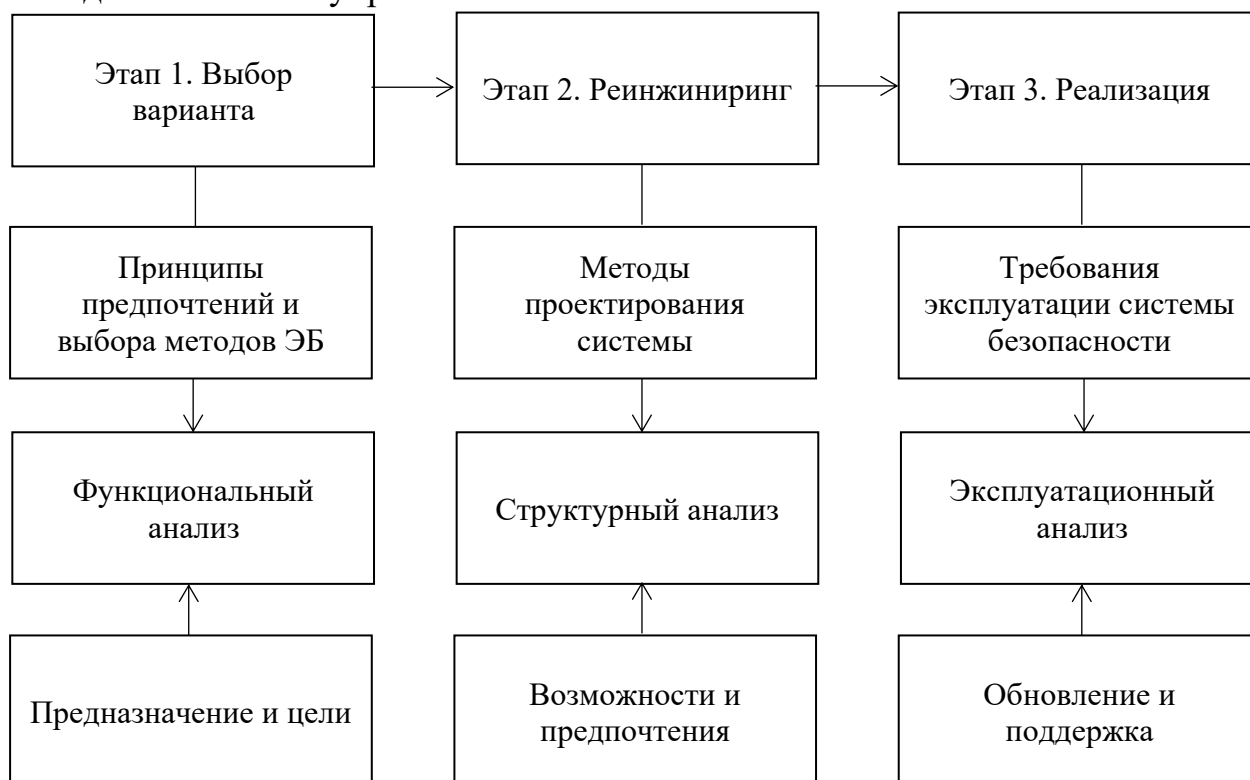 Этап 1. Выбор
варианта
Этап 2. Реинжиниринг
Этап 3. Реализация
Принципы
предпочтений и
выбора методов ЭБ
Методы
проектирования
системы
Требования
эксплуатации системы
безопасности
Функциональный
анализ
Структурный анализ
Эксплуатационный
анализ
Предназначение и цели
Возможности и
предпочтения
Обновление и
поддержка